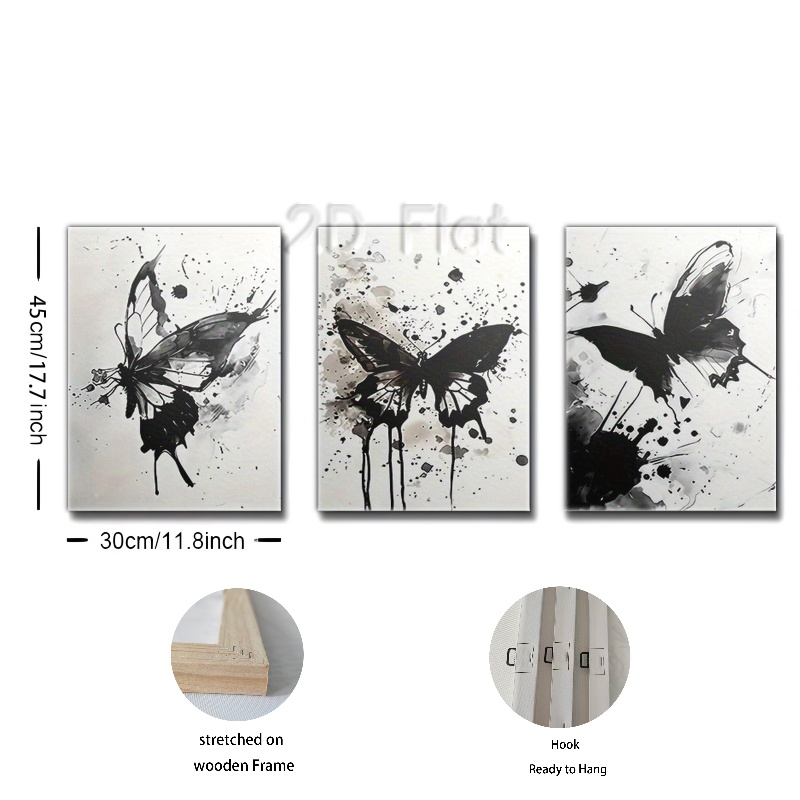 2D Flat
45cm/17.7inch
30cm/11.8inch
stretched on
wooden Frame
Hook
Ready to Hang